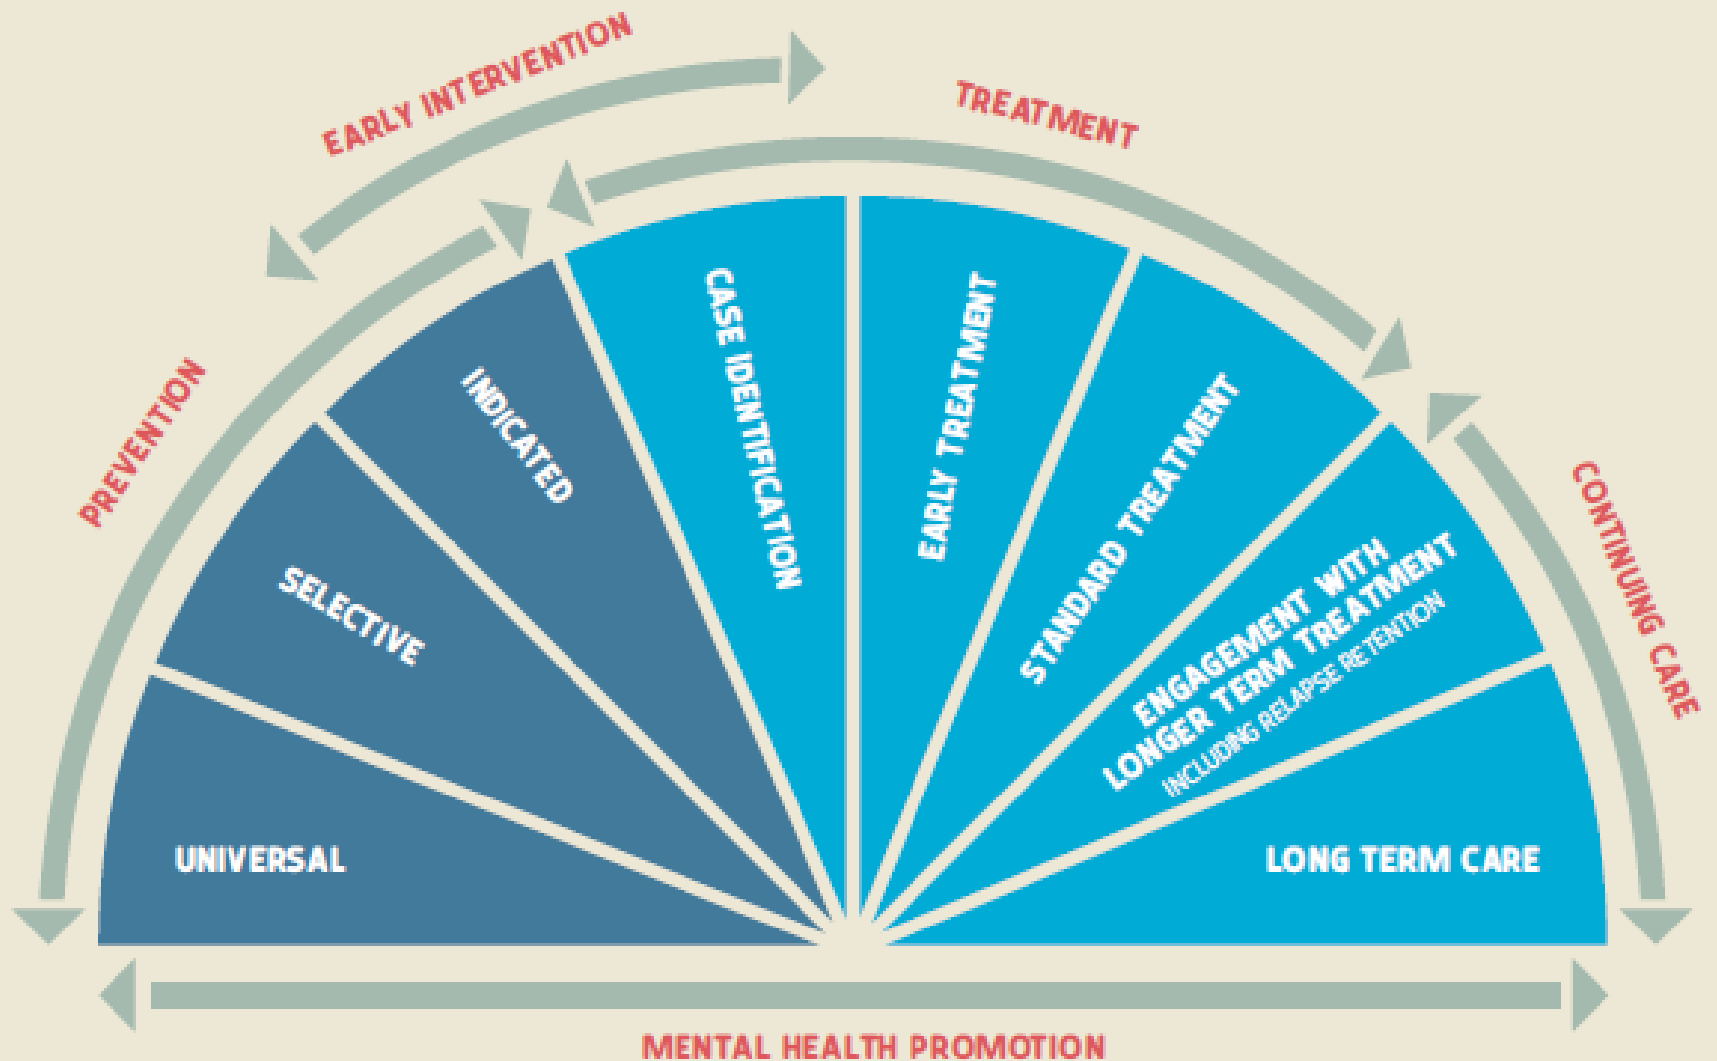 EARLY INTERVENTION
TREATMENT
PREVENTION
CONTINUING CARE
UNIVERSAL
SELECTIVE
INDICATED
CASE IDENTIFICATION
EARLY TREATMENT
STANDARD TREATMENT
ENGAGEMENT WITH
LONGER TERM TREATMENT
INCLUDING RELAPSE RETENTION
LONG TERM CARE
MENTAL HEALTH PROMOTION